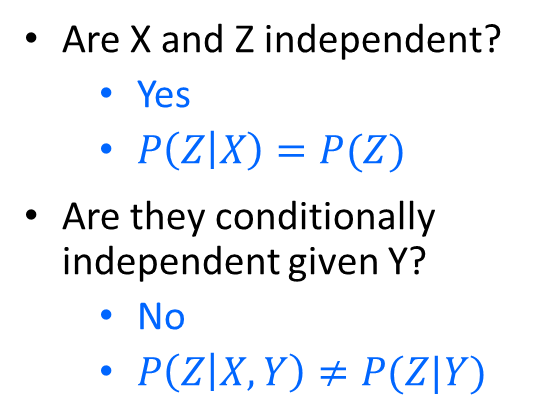 • Are X and Z independent?
• Yes
• P(Z|X) = P(Z)
• Are they conditionally
independent given Y?
• No
• P(Z|X, Y) ≠ P(Z|Y)